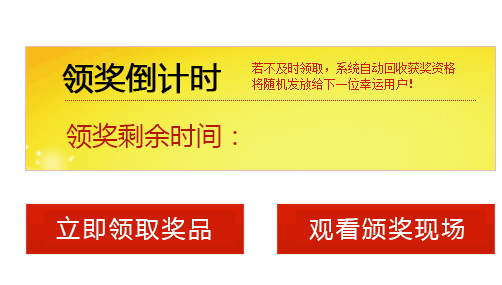 领奖倒计时
若不及时领取，系统自动回收获奖资格
将随机发放给下一位幸运用户!
领奖剩余时间：
立即领取奖品
观看颁奖现场